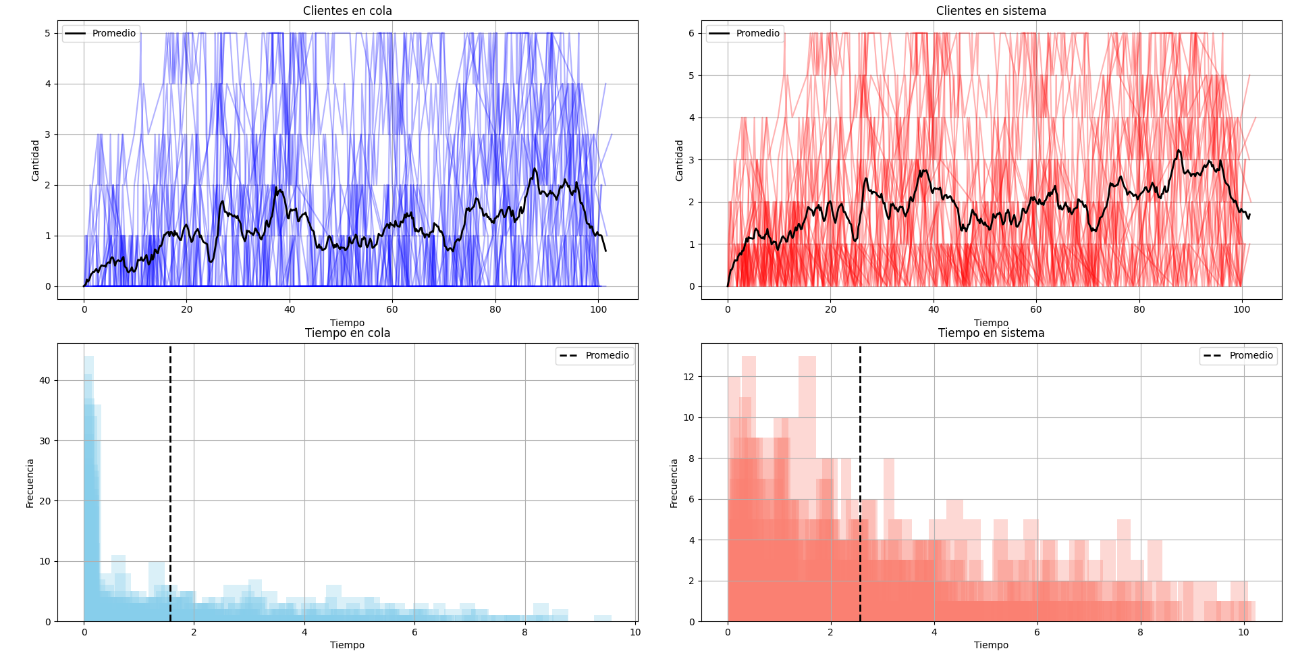 Clientes en cola
Promedio
Cantidad
5
4
3
2
1
0
0 20 40 60 80 100
Tiempo
Clientes en sistema
Promedio
Cantidad
6
5
4
3
2
1
0
0 20 40 60 80 100
Tiempo
Tiempo en cola
Promedio
Frecuencia
40
30
20
10
0
0 2 4 6 8 10
Tiempo
Tiempo en sistema
Promedio
Frecuencia
12
10
8
6
4
2
0
0 2 4 6 8 10
Tiempo